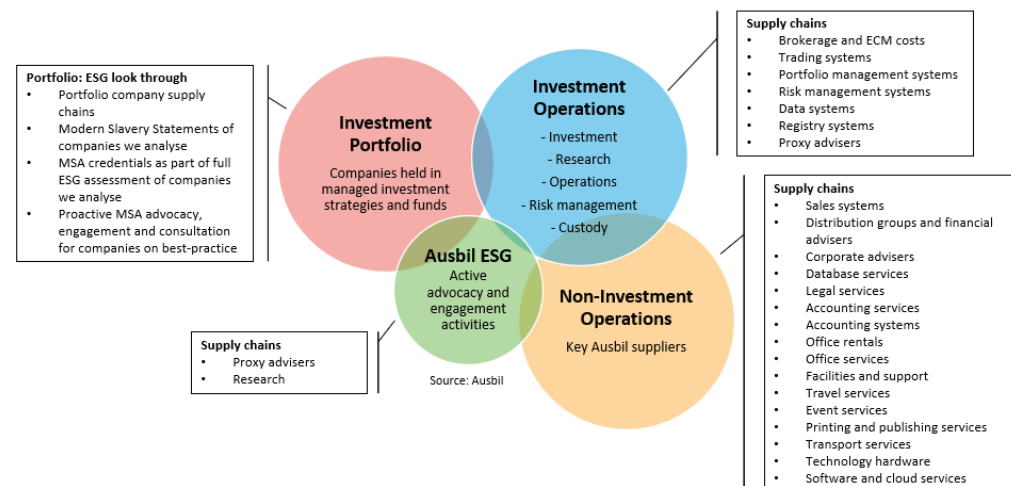 Portfolio: ESG look through
• Portfolio company supply
chains
• Modern Slavery Statements of
companies we analyse
• MSA credentials as part of full
ESG assessment of companies
we analyse
• Proactive MSA advocacy,
engagement and consultation
for companies on best-practice
Investment
Portfolio
Companies held in
managed investment
strategies and funds
Investment
Operations
- Investment
- Research
- Operations
- Risk management
- Custody
Supply chains
• Brokerage and ECM costs
• Trading systems
• Portfolio management systems
• Risk management systems
• Data systems
• Registry systems
• Proxy advisers
Ausbil ESG
Active
advocacy and
engagement
activities
Non-Investment
Operations
Key Ausbil suppliers
Supply chains
• Sales systems
• Distribution groups and financial
advisers
• Corporate advisers
• Database services
• Legal services
• Accounting services
• Accounting systems
• Office rentals
• Office services
• Facilities and support
• Travel services
• Event services
• Printing and publishing services
• Transport services
• Technology hardware
• Software and cloud services
Supply chains
• Proxy advisers
• Research
Source: Ausbil